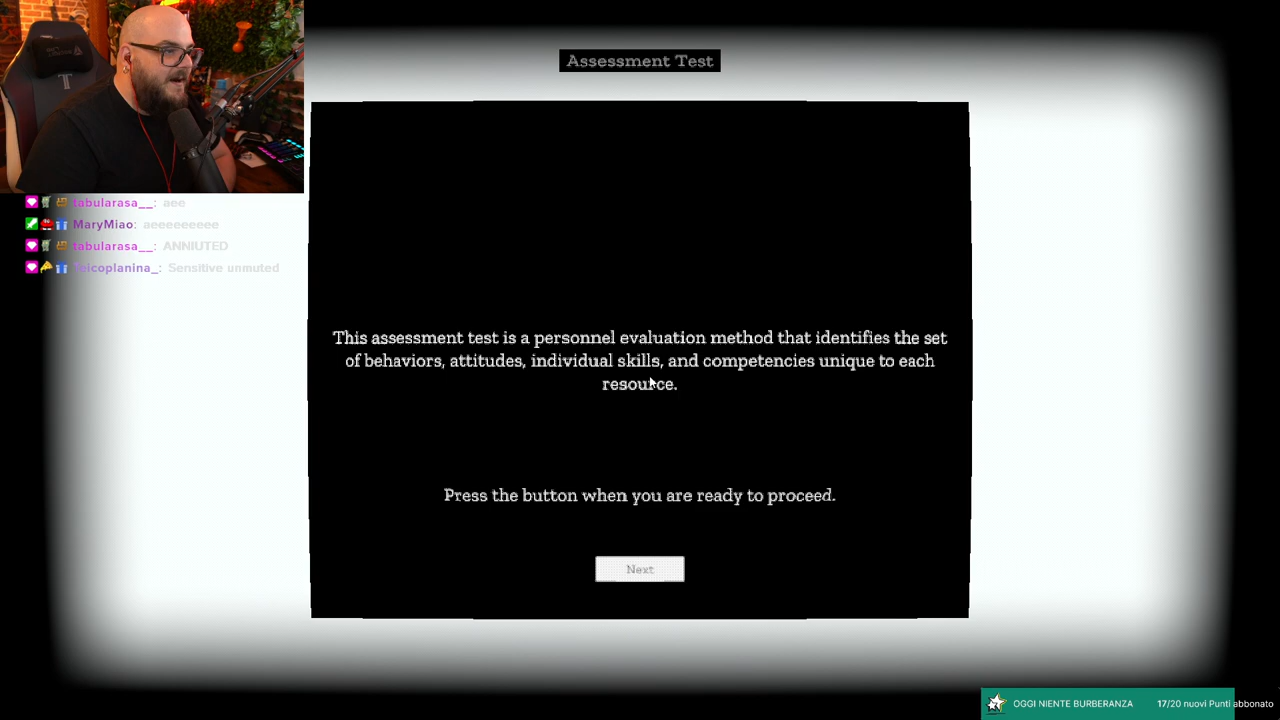 Assessment Test
tabularasa__: aee
MaryMiao: aeeeeeeeee
tabularasa__: ANNIUTED
Teicoplanina_: Sensitive unmuted
This assessment test is a personnel evaluation method that identifies the set
of behaviors, attitudes, individual skills, and competencies unique to each
resource.
Press the button when you are ready to proceed.
Next
OGGI NIENTE BURBERANZA 17/20 nuovi Punti abbonato